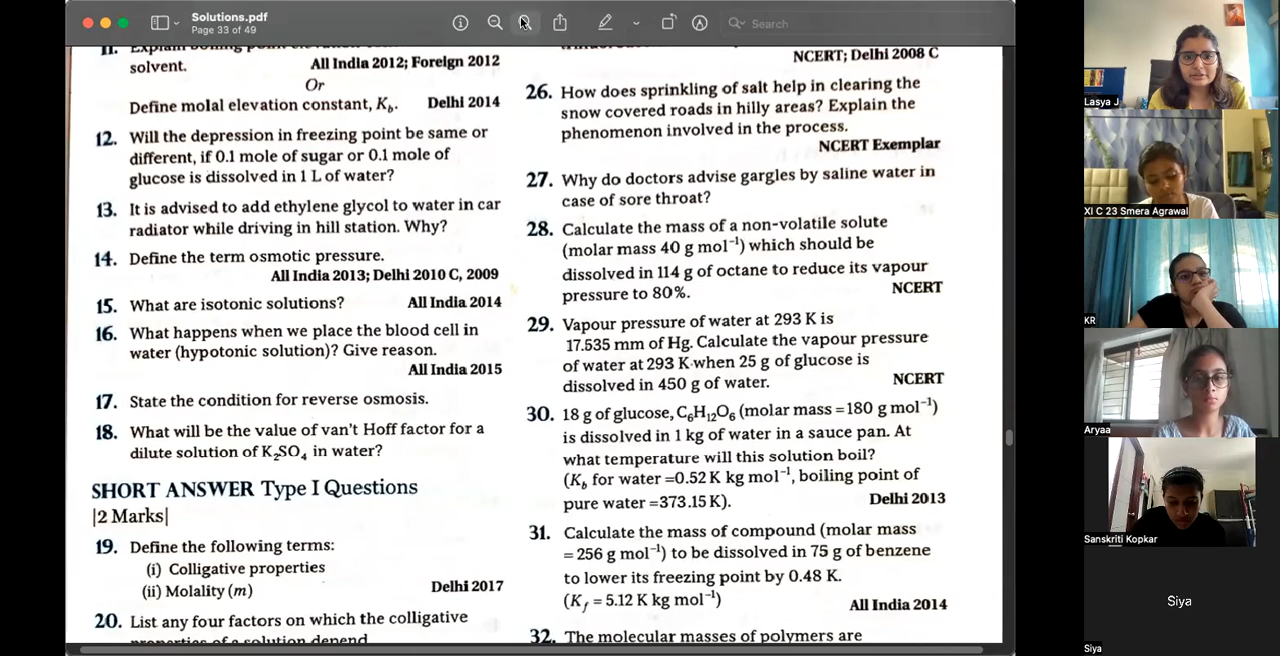 Solutions.pdf
Page 33 of 49
Search
11. Explain boiling point elevation
solvent. All India 2012; Foreign 2012
Or
Define molal elevation constant, K_b. Delhi 2014
12. Will the depression in freezing point be same or
different, if 0.1 mole of sugar or 0.1 mole of
glucose is dissolved in 1 L of water?
13. It is advised to add ethylene glycol to water in car
radiator while driving in hill station. Why?
14. Define the term osmotic pressure.
All India 2013; Delhi 2010 C, 2009
15. What are isotonic solutions? All India 2014
16. What happens when we place the blood cell in
water (hypotonic solution)? Give reason.
All India 2015
17. State the condition for reverse osmosis.
18. What will be the value of van't Hoff factor for a
dilute solution of K₂SO₄ in water?
SHORT ANSWER Type I Questions
|2 Marks|
19. Define the following terms:
(i) Colligative properties
(ii) Molality (m) Delhi 2017
20. List any four factors on which the colligative
properties of a solution depend
NCERT; Delhi 2008 C
26. How does sprinkling of salt help in clearing the
snow covered roads in hilly areas? Explain the
phenomenon involved in the process.
NCERT Exemplar
27. Why do doctors advise gargles by saline water in
case of sore throat?
28. Calculate the mass of a non-volatile solute
(molar mass 40 g mol⁻¹) which should be
dissolved in 114 g of octane to reduce its vapour
pressure to 80%. NCERT
29. Vapour pressure of water at 293 K is
17.535 mm of Hg. Calculate the vapour pressure
of water at 293 K when 25 g of glucose is
dissolved in 450 g of water. NCERT
30. 18 g of glucose, C₆H₁₂O₆ (molar mass = 180 g mol⁻¹)
is dissolved in 1 kg of water in a sauce pan. At
what temperature will this solution boil?
(K_b for water =0.52 K kg mol⁻¹, boiling point of
pure water =373.15 K). Delhi 2013
31. Calculate the mass of compound (molar mass
= 256 g mol⁻¹) to be dissolved in 75 g of benzene
to lower its freezing point by 0.48 K.
(K_f = 5.12 K kg mol⁻¹) All India 2014
32. The molecular masses of polymers are
Lasya J
XI C 23 Smera Agrawal
KR
Aryaa
Sanskriti Kopkar
Siya
Siya